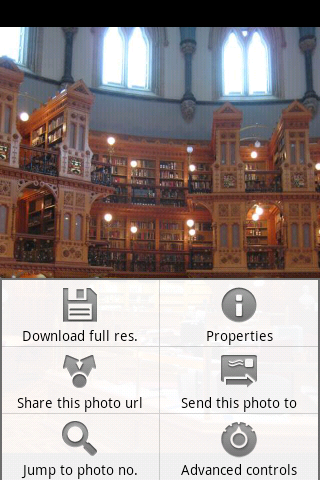 Download full res.
Properties
Share this photo url
Send this photo to
Jump to photo no.
Advanced controls